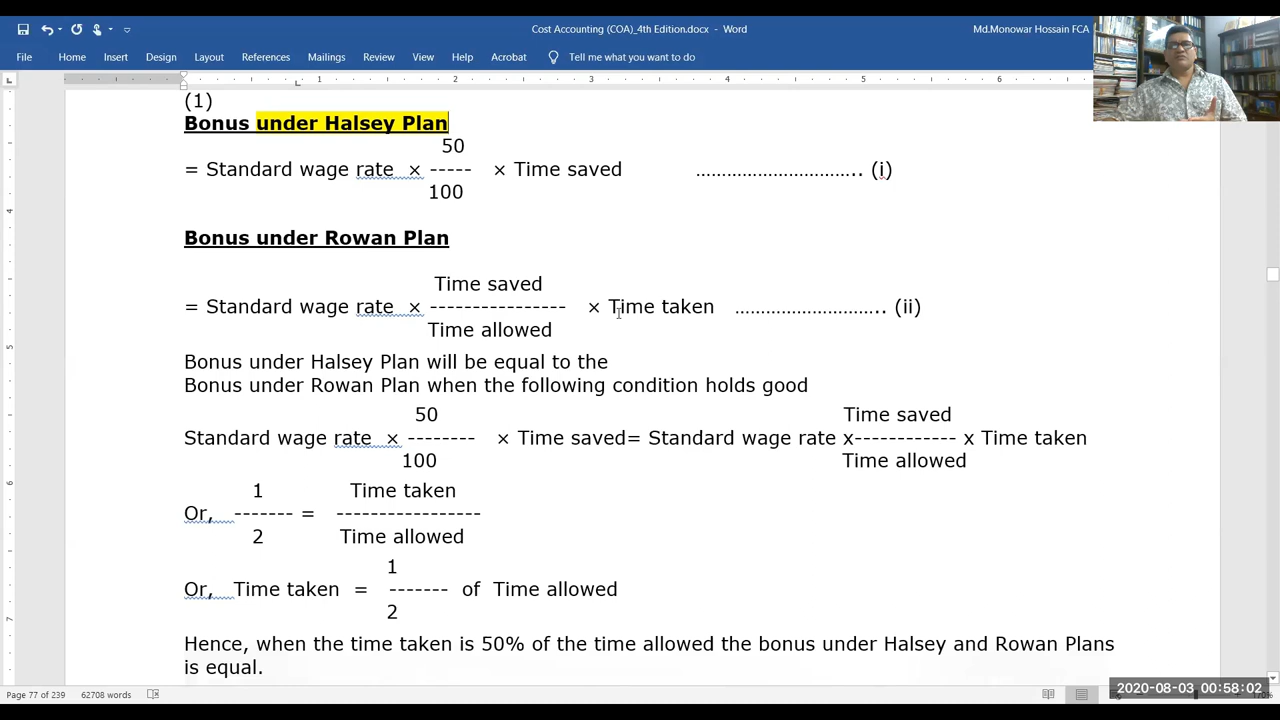 Cost Accounting (COA)_4th Edition.docx - Word
Md.Monowar Hossain FCA
File Home Insert Design Layout References Mailings Review View Help Acrobat Tell me what you want to do
1 2 3 4 5 6
(1)
Bonus under Halsey Plan
50
= Standard wage rate × ----- × Time saved ………………………….. (i)
100
Bonus under Rowan Plan
Time saved
= Standard wage rate × ---------------- × Time taken ……………………….. (ii)
Time allowed
Bonus under Halsey Plan will be equal to the
Bonus under Rowan Plan when the following condition holds good
50 Time saved
Standard wage rate × -------- × Time saved= Standard wage rate x------------ x Time taken
100 Time allowed
1 Time taken
Or, ------- = -----------------
2 Time allowed
1
Or, Time taken = ------- of Time allowed
2
Hence, when the time taken is 50% of the time allowed the bonus under Halsey and Rowan Plans
is equal.
Page 77 of 239 62708 words
2020-08-03 00:58:02